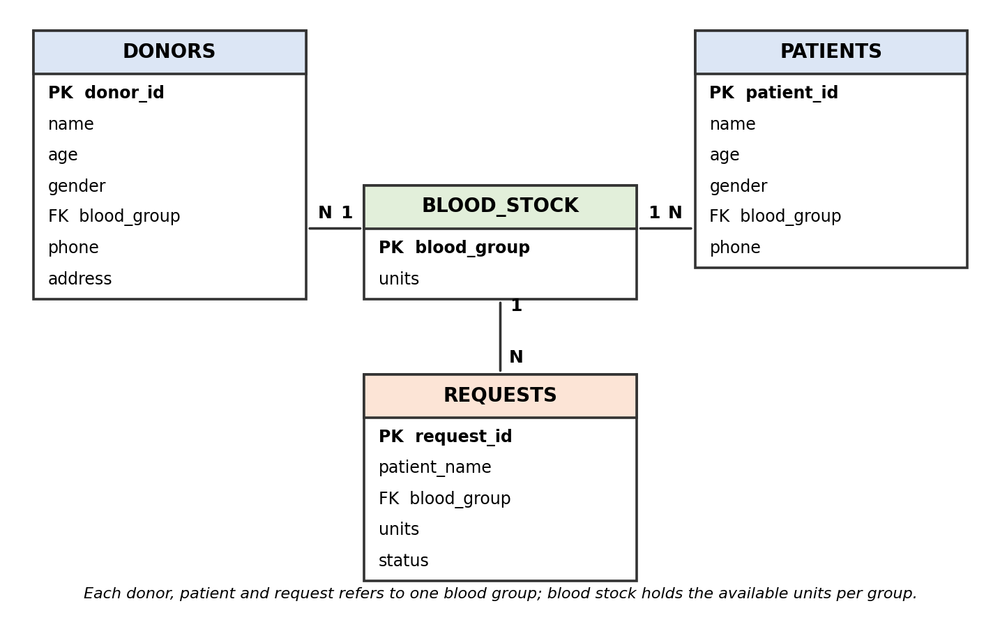 DONORS
PK  donor_id
name
age
gender
FK  blood_group
phone
address
N 1
BLOOD_STOCK
PK  blood_group
units
1 N
PATIENTS
PK  patient_id
name
age
gender
FK  blood_group
phone
1
N
REQUESTS
PK  request_id
patient_name
FK  blood_group
units
status
Each donor, patient and request refers to one blood group; blood stock holds the available units per group.